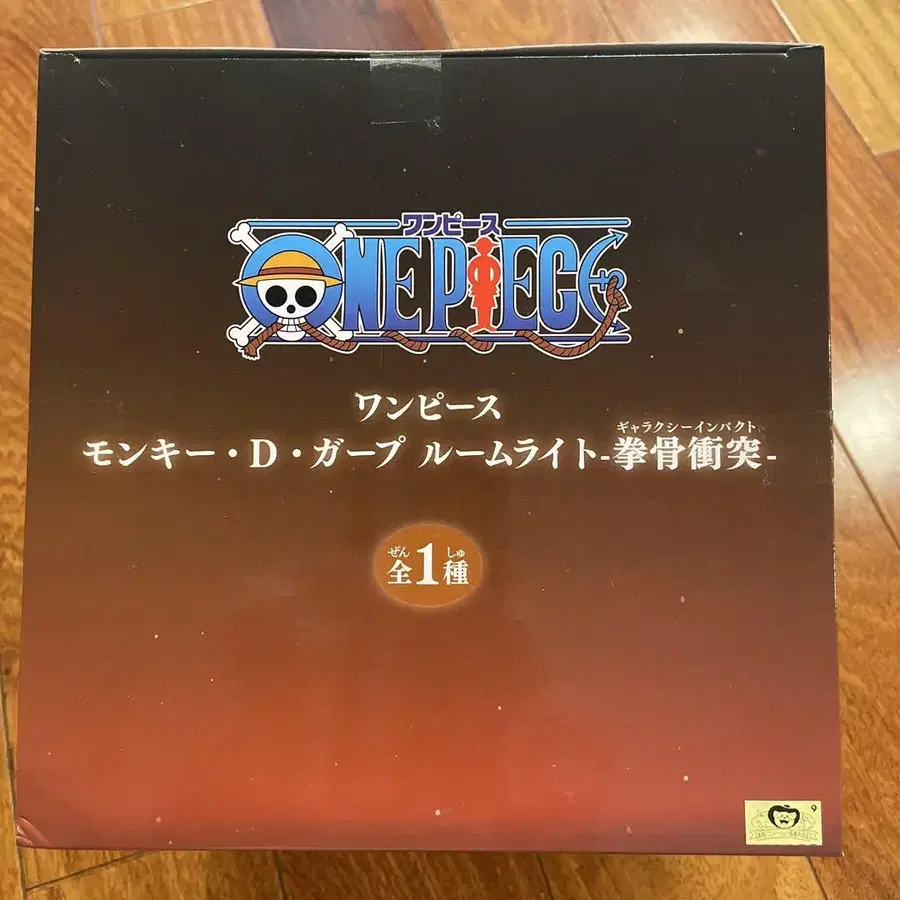 ワンピース
ONE PIECE
ワンピース
ギャラクシーインパクト
モンキー・D・ガープ ルームライト-拳骨衝突-
ぜん しゅ
全1種
9